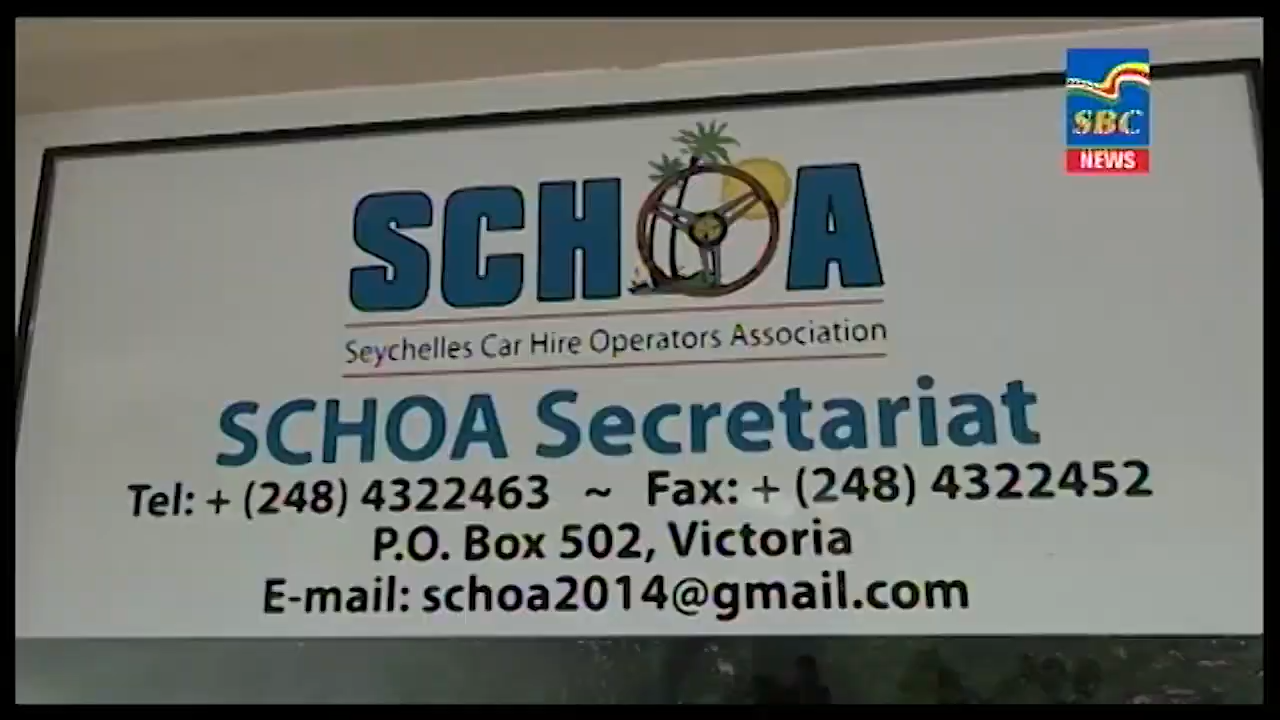 SBC
NEWS
SCHOA
Seychelles Car Hire Operators Association
SCHOA Secretariat
Tel: + (248) 4322463 ~ Fax: + (248) 4322452
P.O. Box 502, Victoria
E-mail: schoa2014@gmail.com